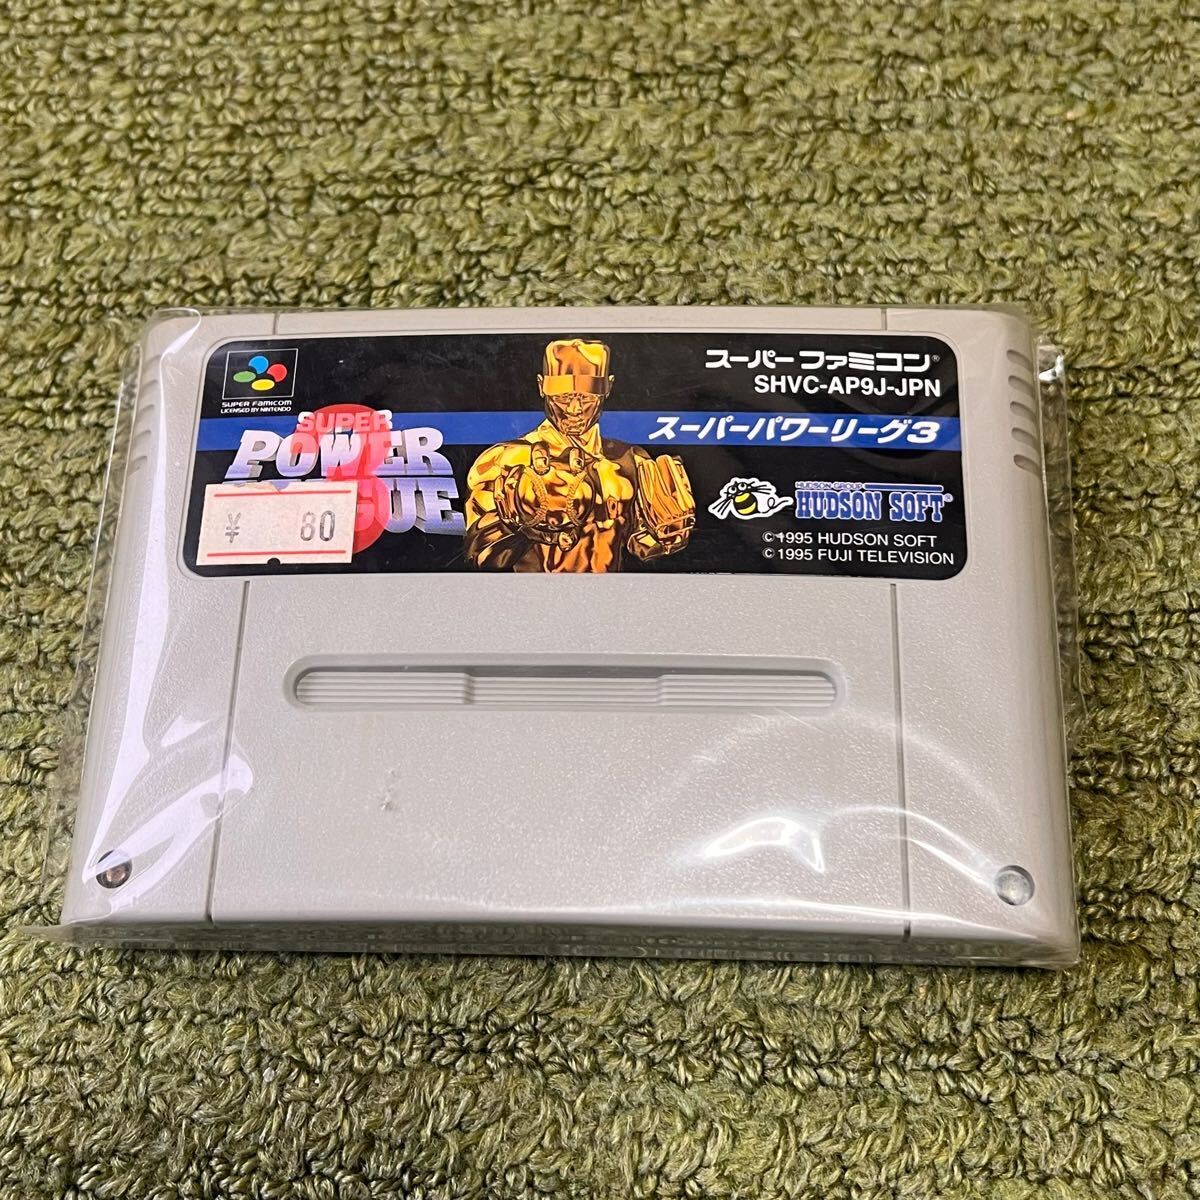 SUPER FAMICOM
LICENSED BY NINTENDO
スーパーファミコン®
SHVC-AP9J-JPN
SUPER
POWER
スーパーパワーリーグ3
¥ 80
HUDSON GROUP
HUDSON SOFT®
©1995 HUDSON SOFT
©1995 FUJI TELEVISION